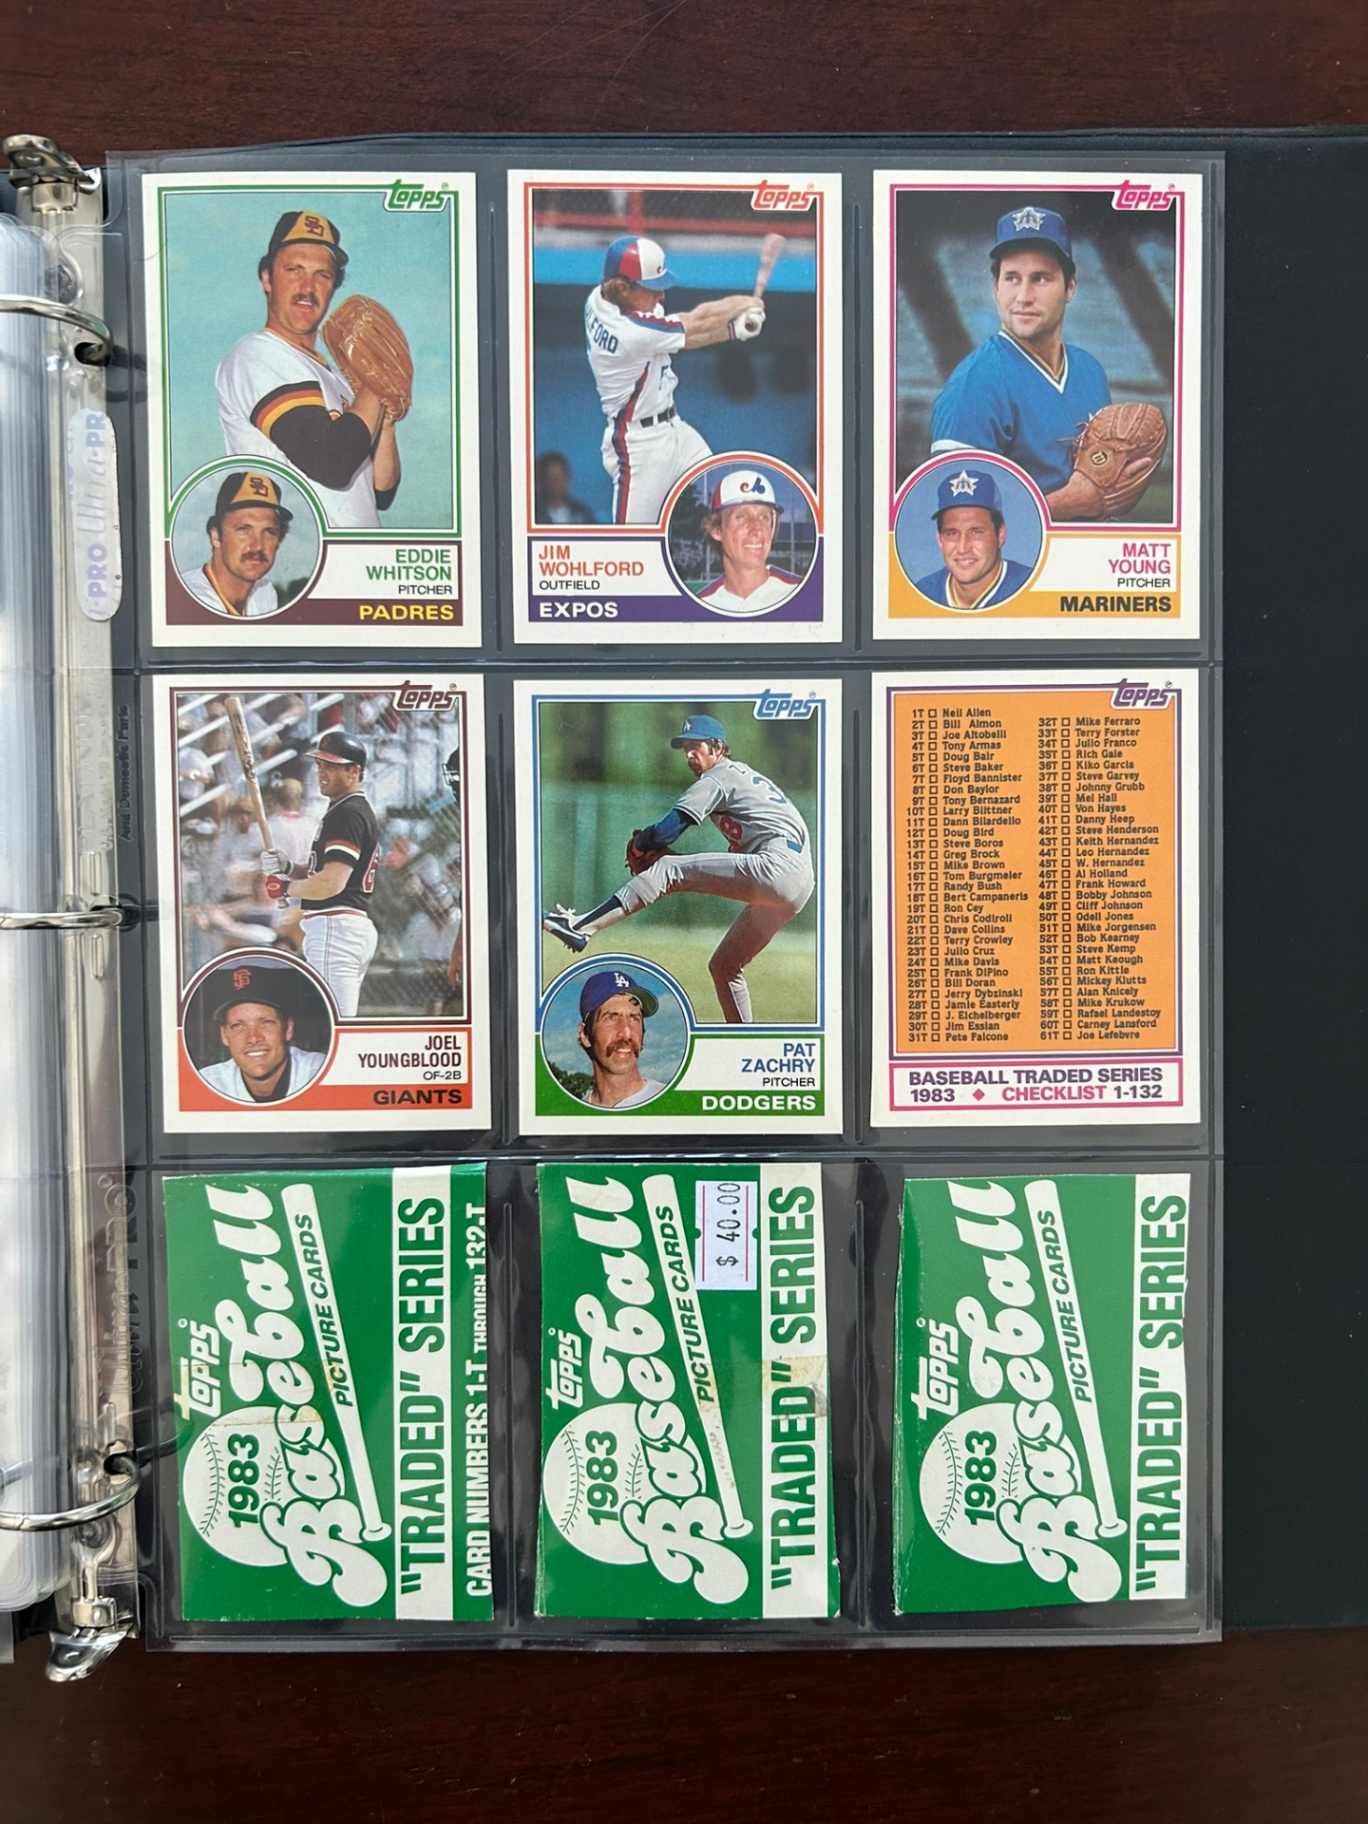 Topps
EDDIE
WHITSON
PITCHER
PADRES
Topps
LFORD
JIM
WOHLFORD
OUTFIELD
EXPOS
Topps
MATT
YOUNG
PITCHER
MARINERS
PRO Ultra•PR
Topps
JOEL
YOUNGBLOOD
OF-2B
GIANTS
Topps
38
LA
PAT
ZACHRY
PITCHER
DODGERS
Topps
1T Neil Allen
2T Bill Almon
3T Joe Altobelli
4T Tony Armas
5T Doug Bair
6T Steve Baker
7T Floyd Bannister
8T Don Baylor
9T Tony Bernazard
10T Larry Biittner
11T Dann Bilardello
12T Doug Bird
13T Steve Boros
14T Greg Brock
15T Mike Brown
16T Tom Burgmeier
17T Randy Bush
18T Bert Campaneris
19T Ron Cey
20T Chris Codiroli
21T Dave Collins
22T Terry Crowley
23T Julio Cruz
24T Mike Davis
25T Frank DiPino
26T Bill Doran
27T Jerry Dybzinski
28T Jamie Easterly
29T J. Eichelberger
30T Jim Essian
31T Pete Falcone
32T Mike Ferraro
33T Terry Forster
34T Julio Franco
35T Rich Gale
36T Kiko Garcia
37T Steve Garvey
38T Johnny Grubb
39T Mel Hall
40T Von Hayes
41T Danny Heep
42T Steve Henderson
43T Keith Hernandez
44T Leo Hernandez
45T W. Hernandez
46T Al Holland
47T Frank Howard
48T Bobby Johnson
49T Cliff Johnson
50T Odell Jones
51T Mike Jorgensen
52T Bob Kearney
53T Steve Kemp
54T Matt Keough
55T Ron Kittle
56T Mickey Klutts
57T Alan Knicely
58T Mike Krukow
59T Rafael Landestoy
60T Carney Lansford
61T Joe Lefebvre
BASEBALL TRADED SERIES
1983 ◆ CHECKLIST 1-132
Topps
1983
Baseball
PICTURE CARDS
"TRADED" SERIES
CARD NUMBERS 1-T THROUGH 132-T
Topps
1983
Baseball
PICTURE CARDS
$ 40.00
"TRADED" SERIES
Topps
1983
Baseball
PICTURE CARDS
"TRADED" SERIES